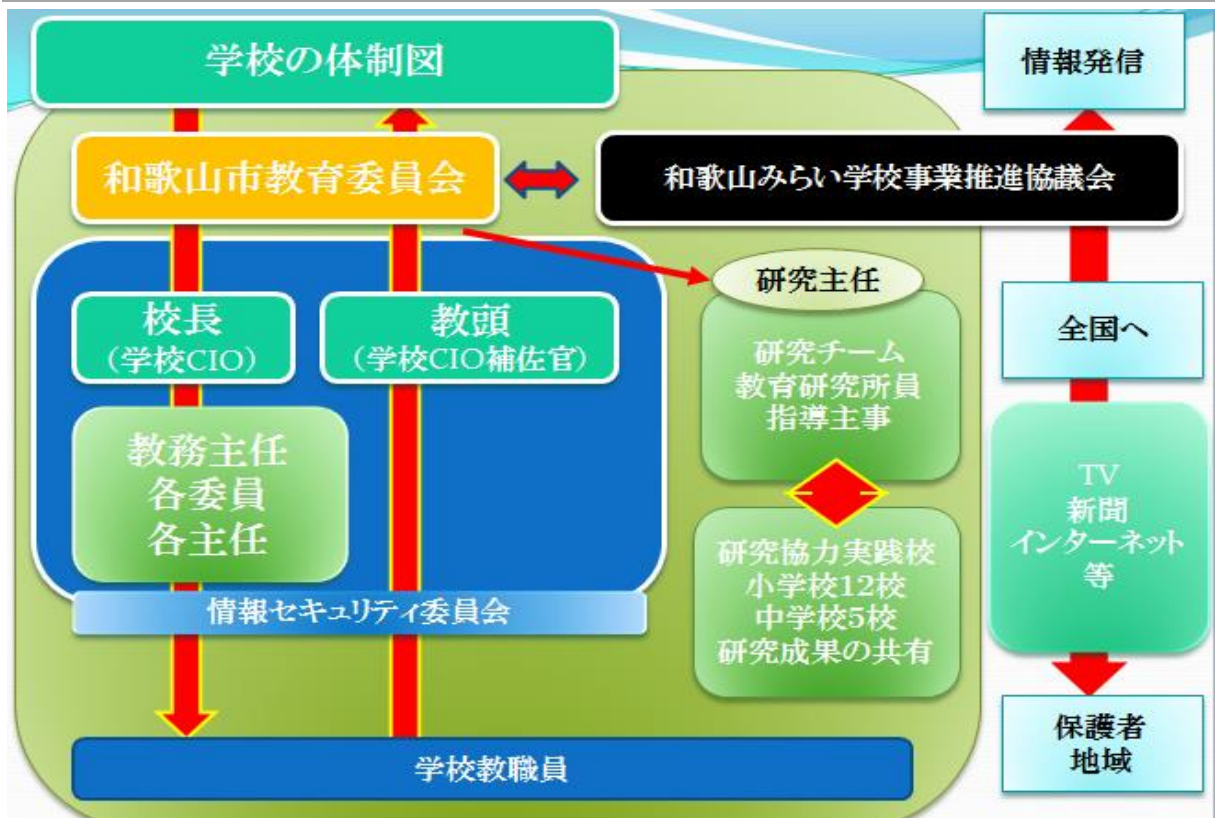 学校の体制図
情報発信
和歌山市教育委員会
和歌山みらい学校事業推進協議会
校長
(学校CIO)
教頭
(学校CIO補佐官)
教務主任
各委員
各主任
情報セキュリティ委員会
研究主任
研究チーム
教育研究所員
指導主事
研究協力実践校
小学校12校
中学校5校
研究成果の共有
全国へ
TV
新聞
インターネット
等
保護者
地域
学校教職員